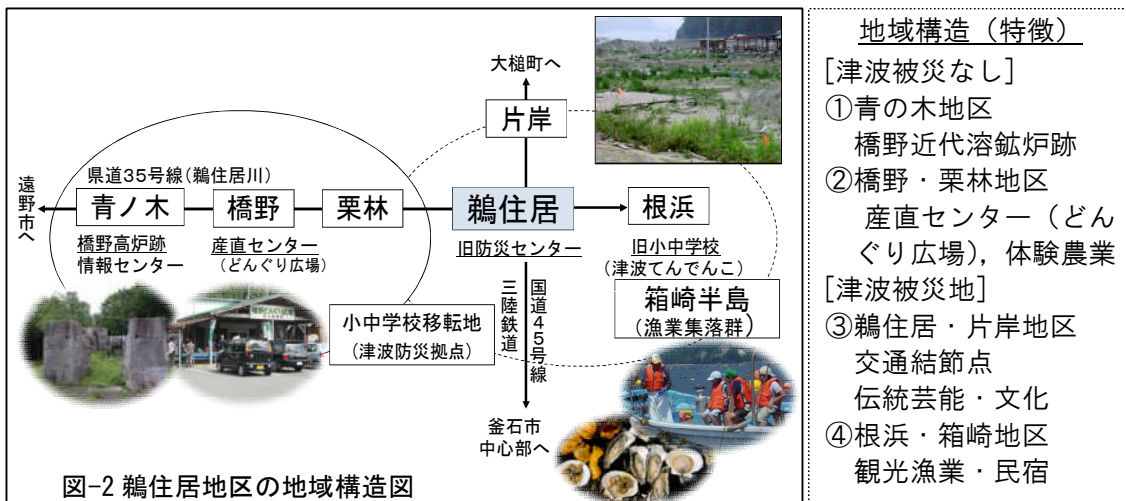 大槌町へ
片岸
県道35号線(鵜住居川)
遠野市へ
青ノ木
橋野
栗林
鵜住居
根浜
橋野高炉跡
情報センター
産直センター
(どんぐり広場)
旧防災センター
旧小中学校
(津波てんでんこ)
小中学校移転地
(津波防災拠点)
三陸鉄道
国道45号線
箱崎半島
(漁業集落群)
釜石市
中心部へ
図-2 鵜住居地区の地域構造図
地域構造（特徴）
[津波被災なし]
①青の木地区
橋野近代溶鉱炉跡
②橋野・栗林地区
産直センター（どん
ぐり広場），体験農業
[津波被災地]
③鵜住居・片岸地区
交通結節点
伝統芸能・文化
④根浜・箱崎地区
観光漁業・民宿